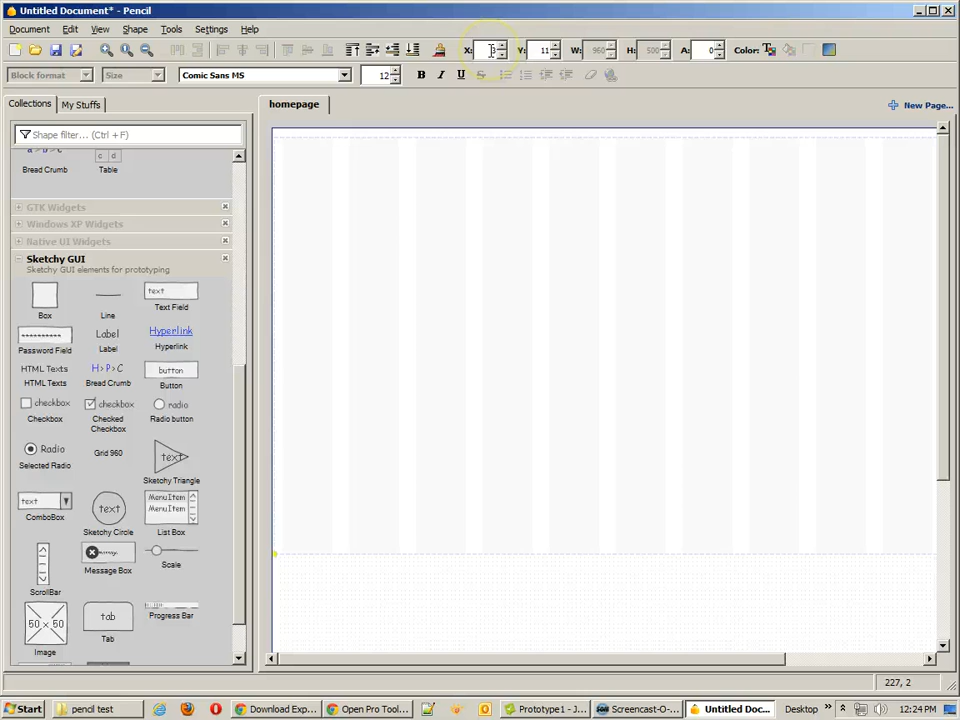 Untitled Document* - Pencil
Document Edit View Shape Tools Settings Help
X: 3 Y: 11 W: 960 H: 500 A: 0 Color:
Block format Size Comic Sans MS 12 B I U S
Collections My Stuffs homepage New Page...
Shape filter... (Ctrl + F)
a > b > c c d
Bread Crumb Table
GTK Widgets
Windows XP Widgets
Native UI Widgets
Sketchy GUI
Sketchy GUI elements for prototyping
text
Box Line Text Field
Label Hyperlink
Password Field Label Hyperlink
HTML Texts H>P>C button
HTML Texts Bread Crumb Button
checkbox checkbox radio
Checkbox Checked Checkbox Radio button
Radio Grid 960 text
Selected Radio Sketchy Triangle
text text MenuItem
MenuItem
ComboBox Sketchy Circle List Box
ScrollBar Message Box Scale
50 x 50 tab Progress Bar
Image Tab
227, 2
Start pencil test Download Exp... Open Pro Tool... Prototype1 - J... Screencast-O-... Untitled Doc... Desktop 12:24 PM